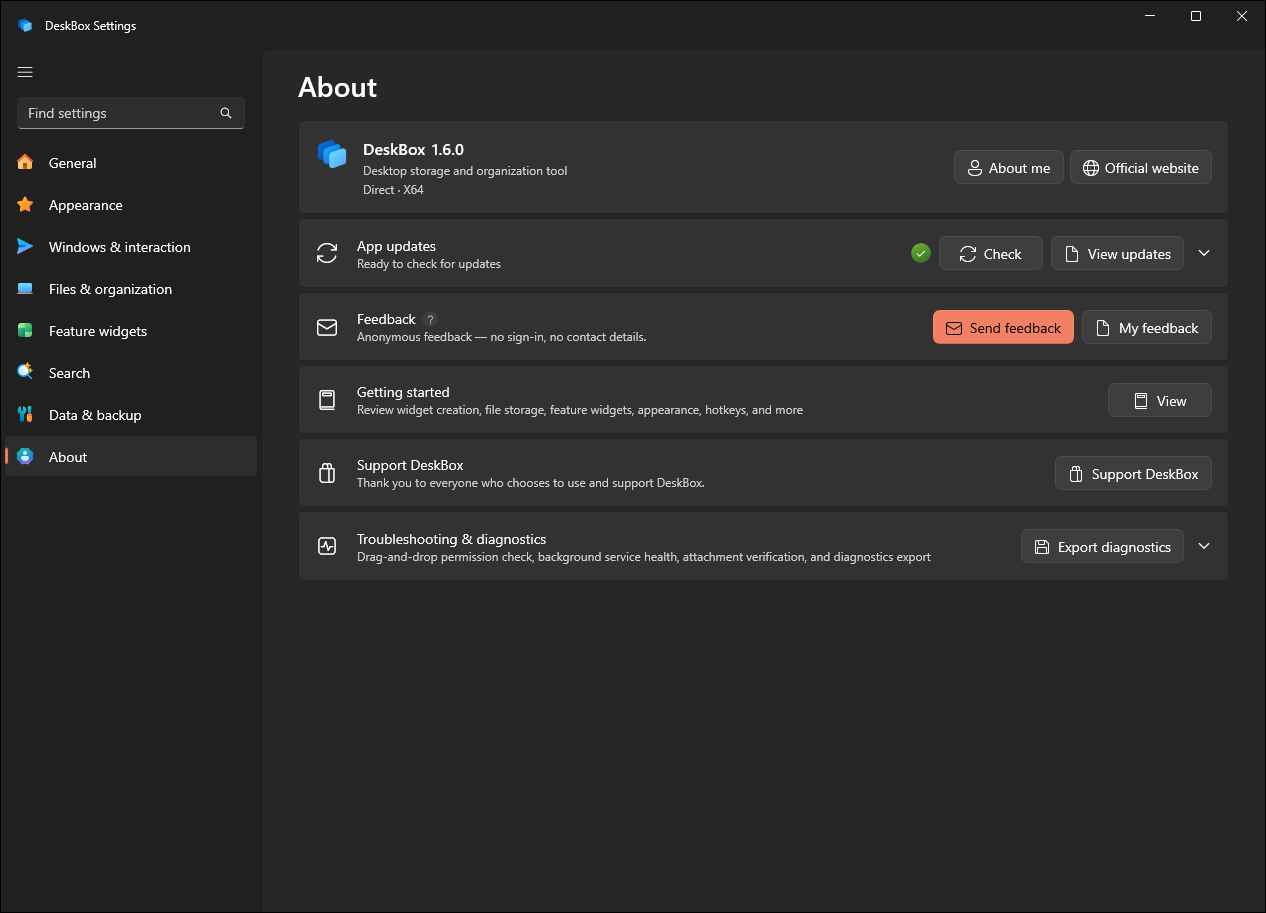 DeskBox Settings
Find settings
General
Appearance
Windows & interaction
Files & organization
Feature widgets
Search
Data & backup
About
About
DeskBox 1.6.0
Desktop storage and organization tool
Direct · X64
About me
Official website
App updates
Ready to check for updates
Check
View updates
Feedback ?
Anonymous feedback — no sign-in, no contact details.
Send feedback
My feedback
Getting started
Review widget creation, file storage, feature widgets, appearance, hotkeys, and more
View
Support DeskBox
Thank you to everyone who chooses to use and support DeskBox.
Support DeskBox
Troubleshooting & diagnostics
Drag-and-drop permission check, background service health, attachment verification, and diagnostics export
Export diagnostics